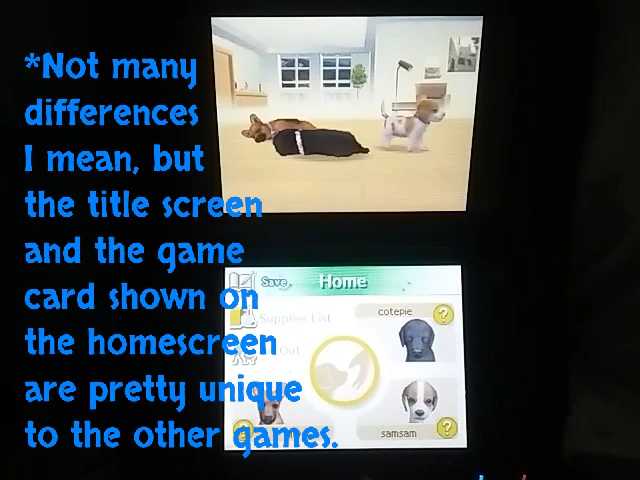 *Not many
differences
I mean, but
the title screen
and the game
card shown on
the homescreen
are pretty unique
to the other games.
Save
Home
Supplies List
cotepie
?
Out
?
samsam
?